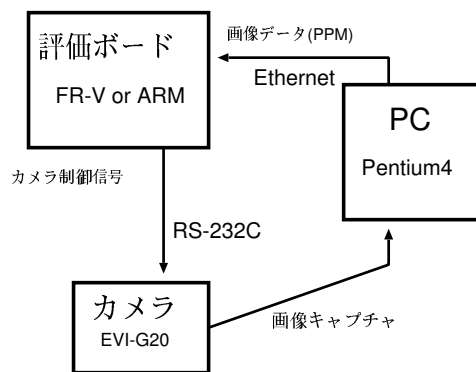 評価ボード
FR-V or ARM
画像データ(PPM)
Ethernet
PC
Pentium4
カメラ制御信号
RS-232C
カメラ
EVI-G20
画像キャプチャ